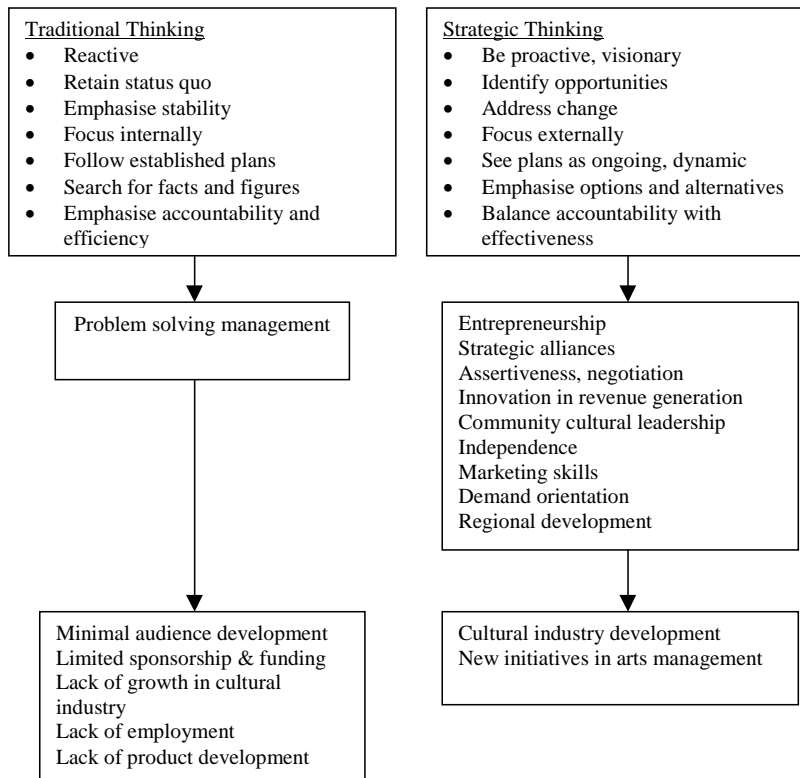 Traditional Thinking
• Reactive
• Retain status quo
• Emphasise stability
• Focus internally
• Follow established plans
• Search for facts and figures
• Emphasise accountability and
efficiency
Strategic Thinking
• Be proactive, visionary
• Identify opportunities
• Address change
• Focus externally
• See plans as ongoing, dynamic
• Emphasise options and alternatives
• Balance accountability with
effectiveness
Problem solving management
Entrepreneurship
Strategic alliances
Assertiveness, negotiation
Innovation in revenue generation
Community cultural leadership
Independence
Marketing skills
Demand orientation
Regional development
Minimal audience development
Limited sponsorship & funding
Lack of growth in cultural
industry
Lack of employment
Lack of product development
Cultural industry development
New initiatives in arts management